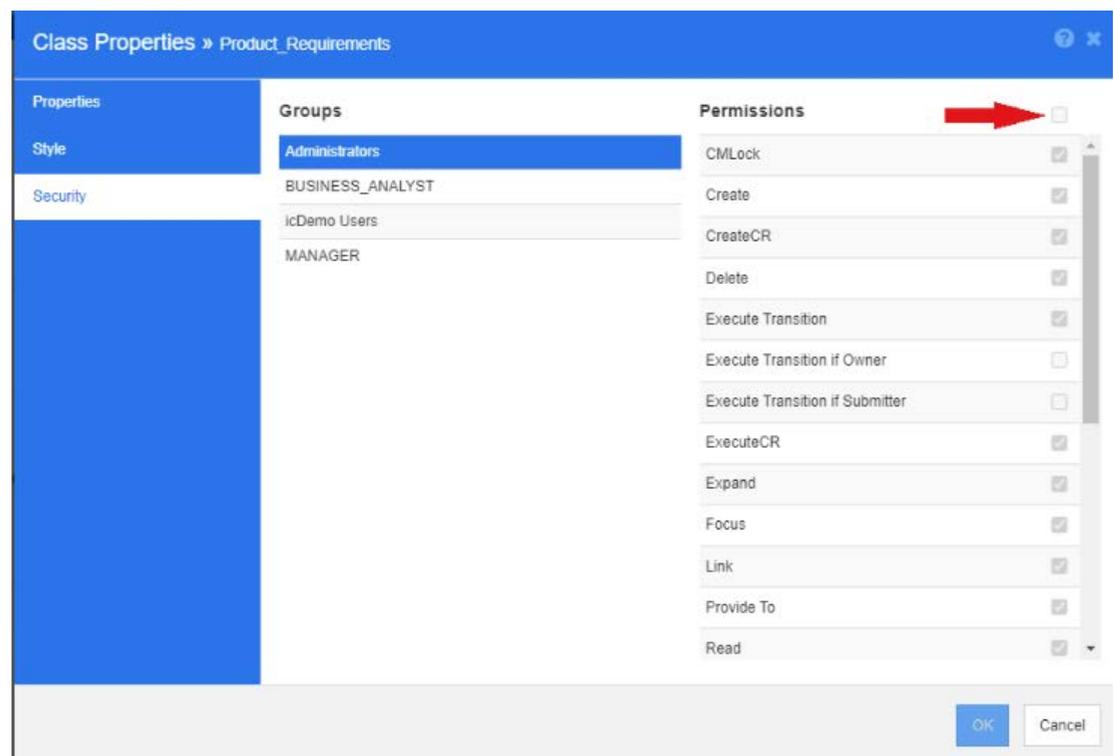 Class Properties » Product_Requirements
Properties
Style
Security
Groups
Administrators
BUSINESS_ANALYST
icDemo Users
MANAGER
Permissions
CMLock
Create
CreateCR
Delete
Execute Transition
Execute Transition if Owner
Execute Transition if Submitter
ExecuteCR
Expand
Focus
Link
Provide To
Read
OK
Cancel